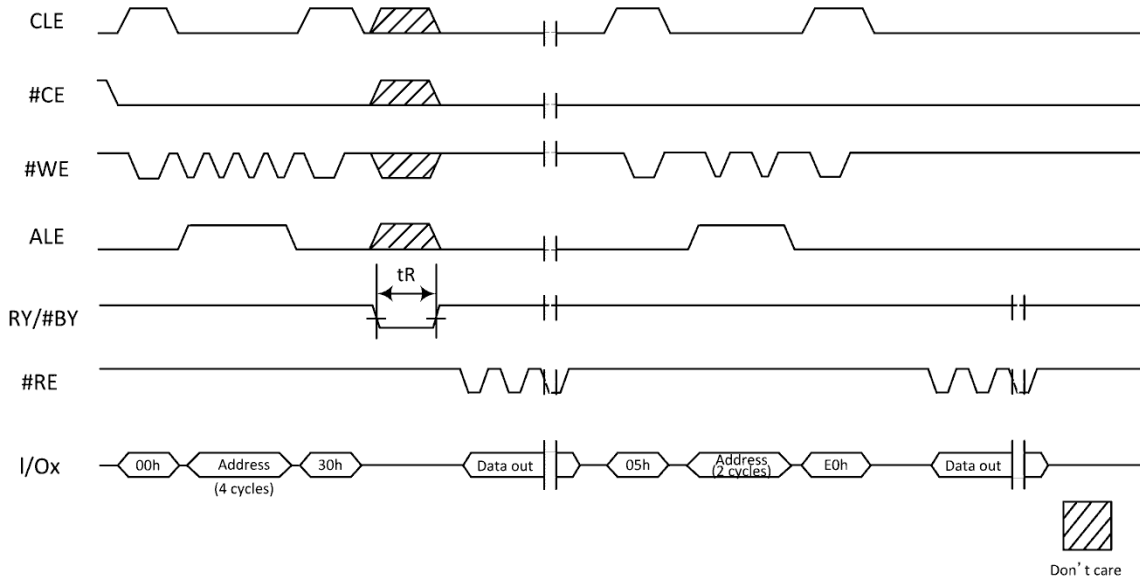 CLE
#CE
#WE
ALE
tR
RY/#BY
#RE
I/Ox
00h
Address
(4 cycles)
30h
Data out
05h
Address
(2 cycles)
E0h
Data out
Don't care